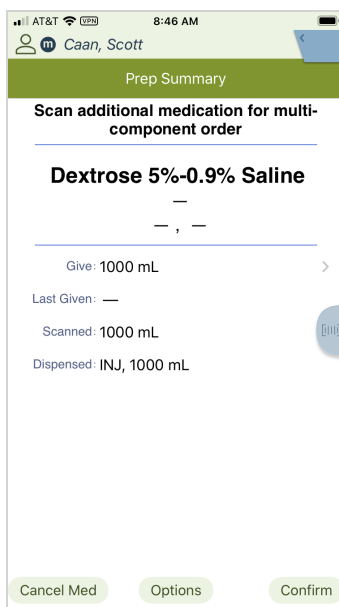 AT&T VPN 8:46 AM
m Caan, Scott
Prep Summary
Scan additional medication for multi-
component order
Dextrose 5%-0.9% Saline
—
— , —
Give: 1000 mL
Last Given: —
Scanned: 1000 mL
Dispensed: INJ, 1000 mL
Cancel Med Options Confirm